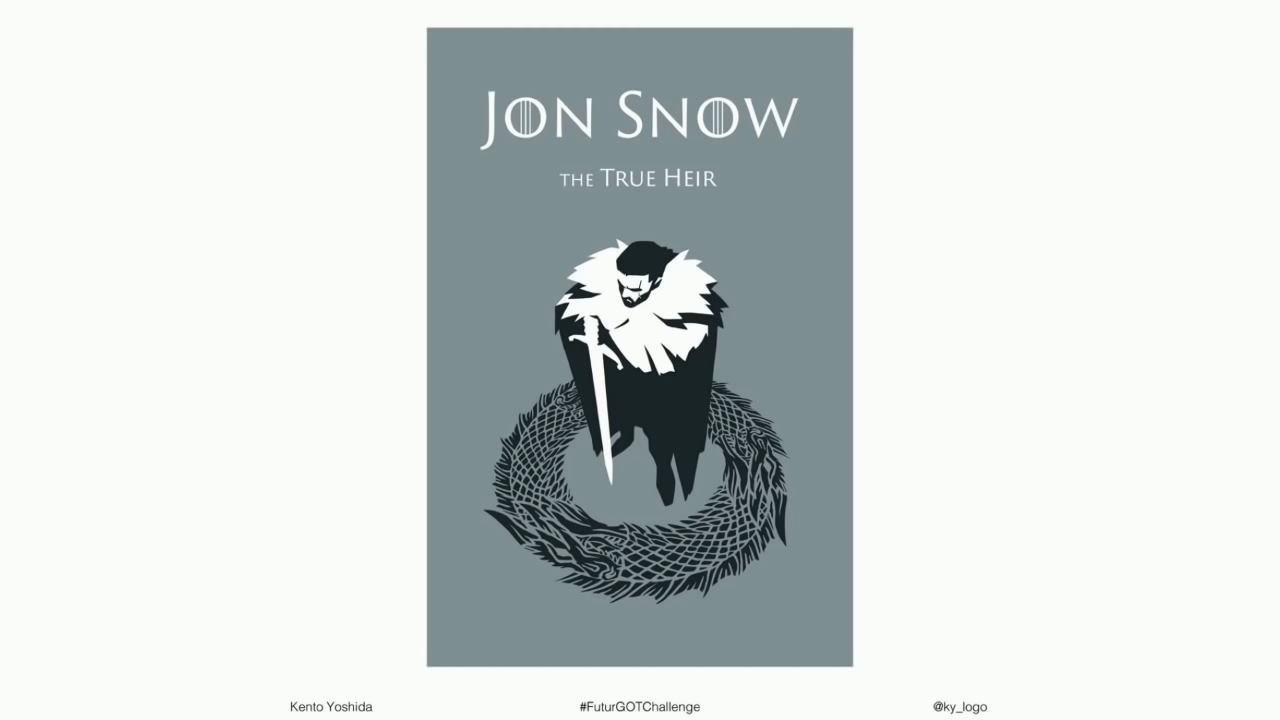 Jon Snow
the True Heir
Kento Yoshida
#FuturGOTChallenge
@ky_logo